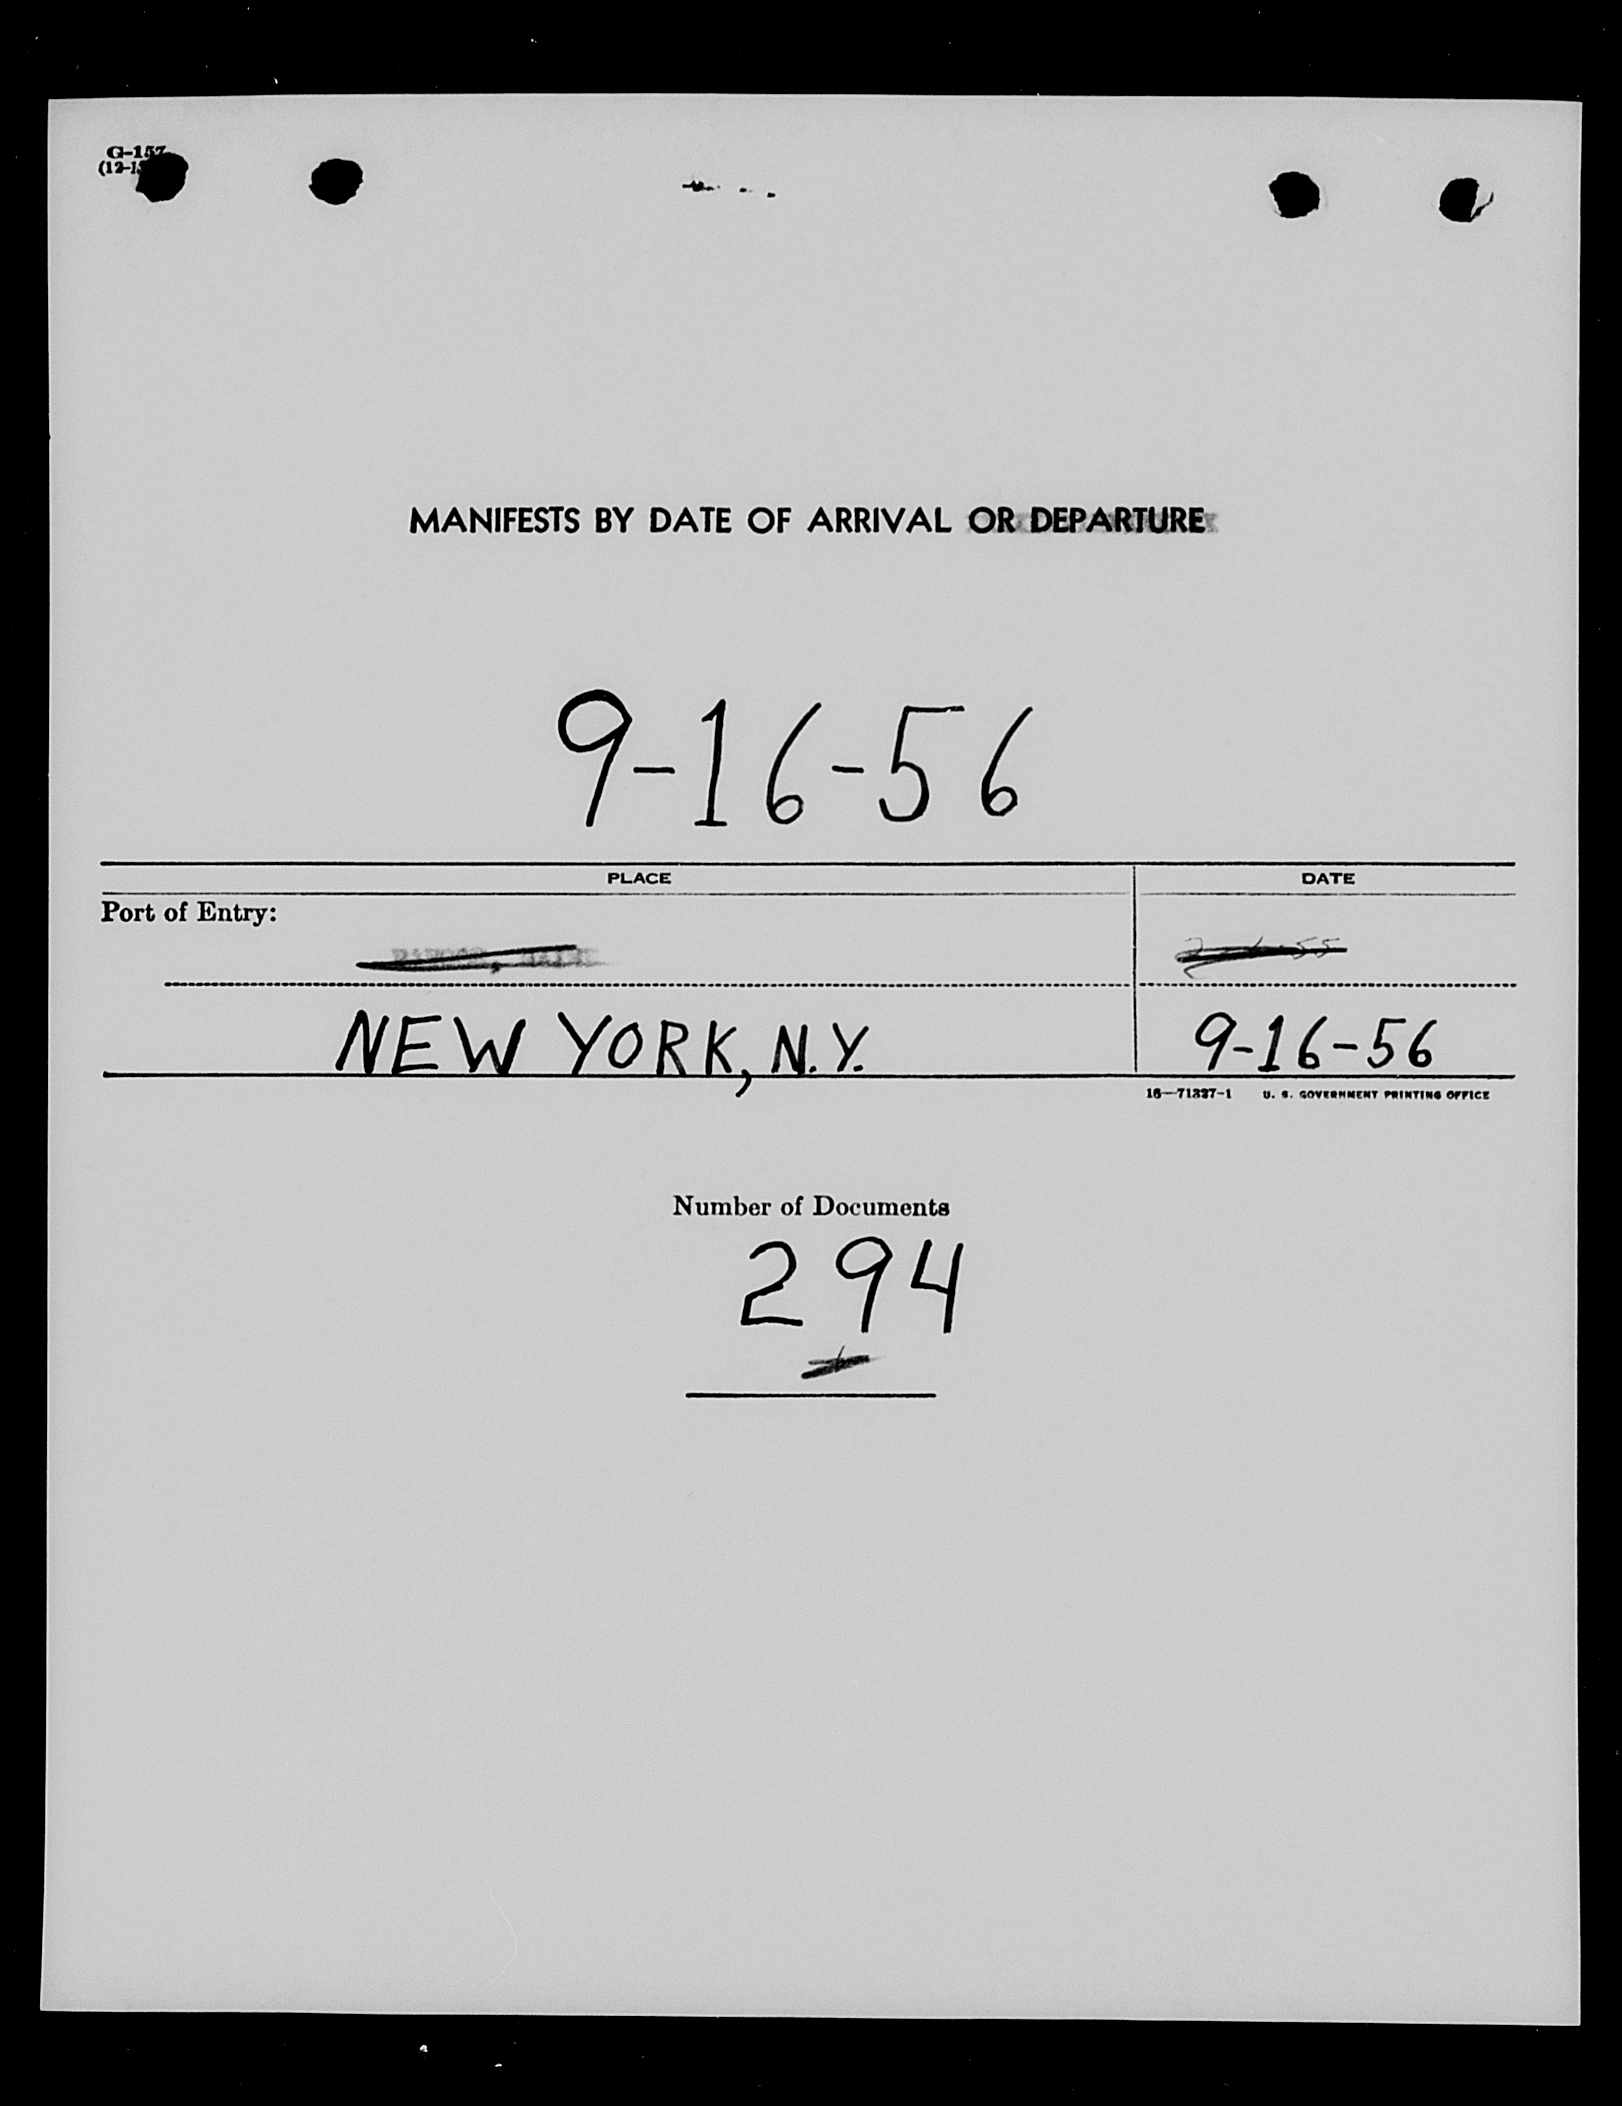 G-157
MANIFESTS BY DATE OF ARRIVAL OR DEPARTURE
9-16-56
PLACE DATE
Port of Entry:
NEW YORK, N.Y. 9-16-56
16—71327-1 U. S. GOVERNMENT PRINTING OFFICE
Number of Documents
294